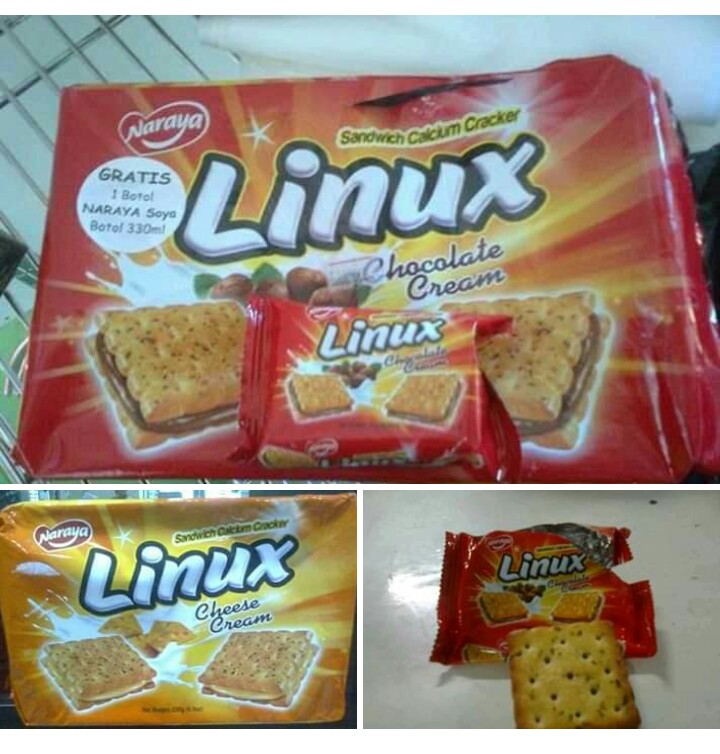 Naraya
Sandwich Calcium Cracker
Linux
GRATIS
1 Botol
NARAYA Soya
Botol 330ml
Chocolate
Cream
Linux
Chocolate
Cream
Naraya
Sandwich Calcium Cracker
Linux
Cheese
Cream
Linux
Chocolate